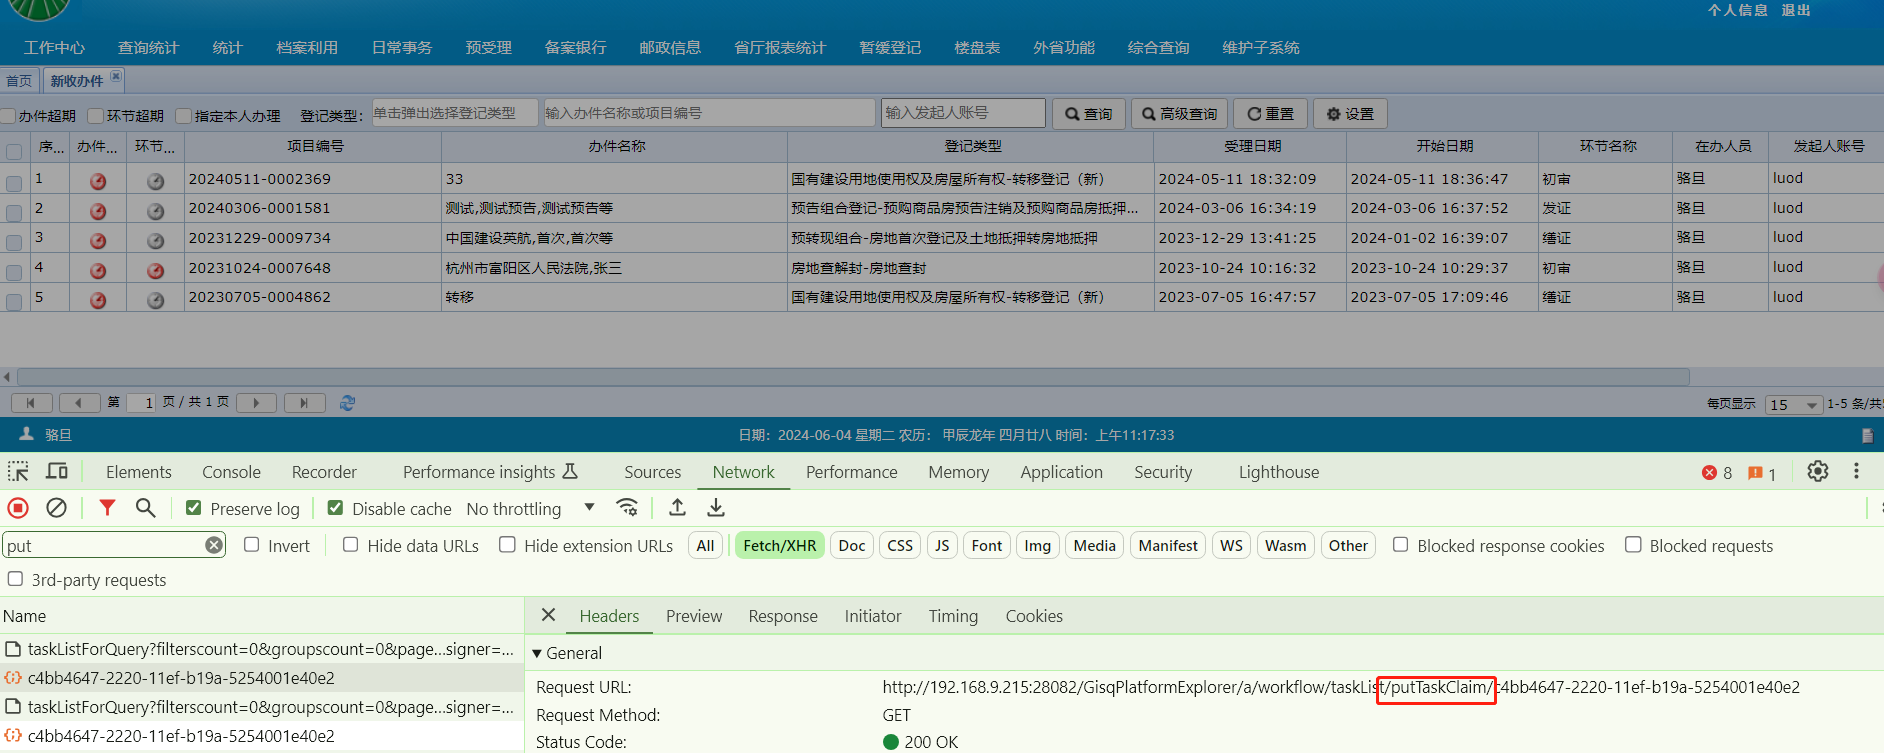 个人信息 退出
工作中心 查询统计 统计 档案利用 日常事务 预受理 备案银行 邮政信息 省厅报表统计 暂缓登记 楼盘表 外省功能 综合查询 维护子系统
首页 新收办件
办件超期 环节超期 指定本人办理 登记类型： 单击弹出选择登记类型 输入办件名称或项目编号 输入发起人账号 查询 高级查询 重置 设置
序... 办件... 环节... 项目编号 办件名称 登记类型 受理日期 开始日期 环节名称 在办人员 发起人账号
1 20240511-0002369 33 国有建设用地使用权及房屋所有权-转移登记（新） 2024-05-11 18:32:09 2024-05-11 18:36:47 初审 骆旦 luod
2 20240306-0001581 测试,测试预告,测试预告等 预告组合登记-预购商品房预告注销及预购商品房抵押... 2024-03-06 16:34:19 2024-03-06 16:37:52 发证 骆旦 luod
3 20231229-0009734 中国建设英航,首次,首次等 预转现组合-房地首次登记及土地抵押转房地抵押 2023-12-29 13:41:25 2024-01-02 16:39:07 缮证 骆旦 luod
4 20231024-0007648 杭州市富阳区人民法院,张三 房地查解封-房地查封 2023-10-24 10:16:32 2023-10-24 10:29:37 初审 骆旦 luod
5 20230705-0004862 转移 国有建设用地使用权及房屋所有权-转移登记（新） 2023-07-05 16:47:57 2023-07-05 17:09:46 缮证 骆旦 luod
第 1 页 / 共 1 页 每页显示 15 1-5 条/共
骆旦 日期：2024-06-04 星期二 农历： 甲辰龙年 四月廿八 时间：上午11:17:33
Elements Console Recorder Performance insights Sources Network Performance Memory Application Security Lighthouse 8 1
Preserve log Disable cache No throttling
put Invert Hide data URLs Hide extension URLs All Fetch/XHR Doc CSS JS Font Img Media Manifest WS Wasm Other Blocked response cookies Blocked requests
3rd-party requests
Name Headers Preview Response Initiator Timing Cookies
taskListForQuery?filterscount=0&groupscount=0&page...signer=...
General
c4bb4647-2220-11ef-b19a-5254001e40e2
Request URL: http://192.168.9.215:28082/GisqPlatformExplorer/a/workflow/taskList/putTaskClaim/c4bb4647-2220-11ef-b19a-5254001e40e2
taskListForQuery?filterscount=0&groupscount=0&page...signer=...
Request Method: GET
c4bb4647-2220-11ef-b19a-5254001e40e2
Status Code: 200 OK